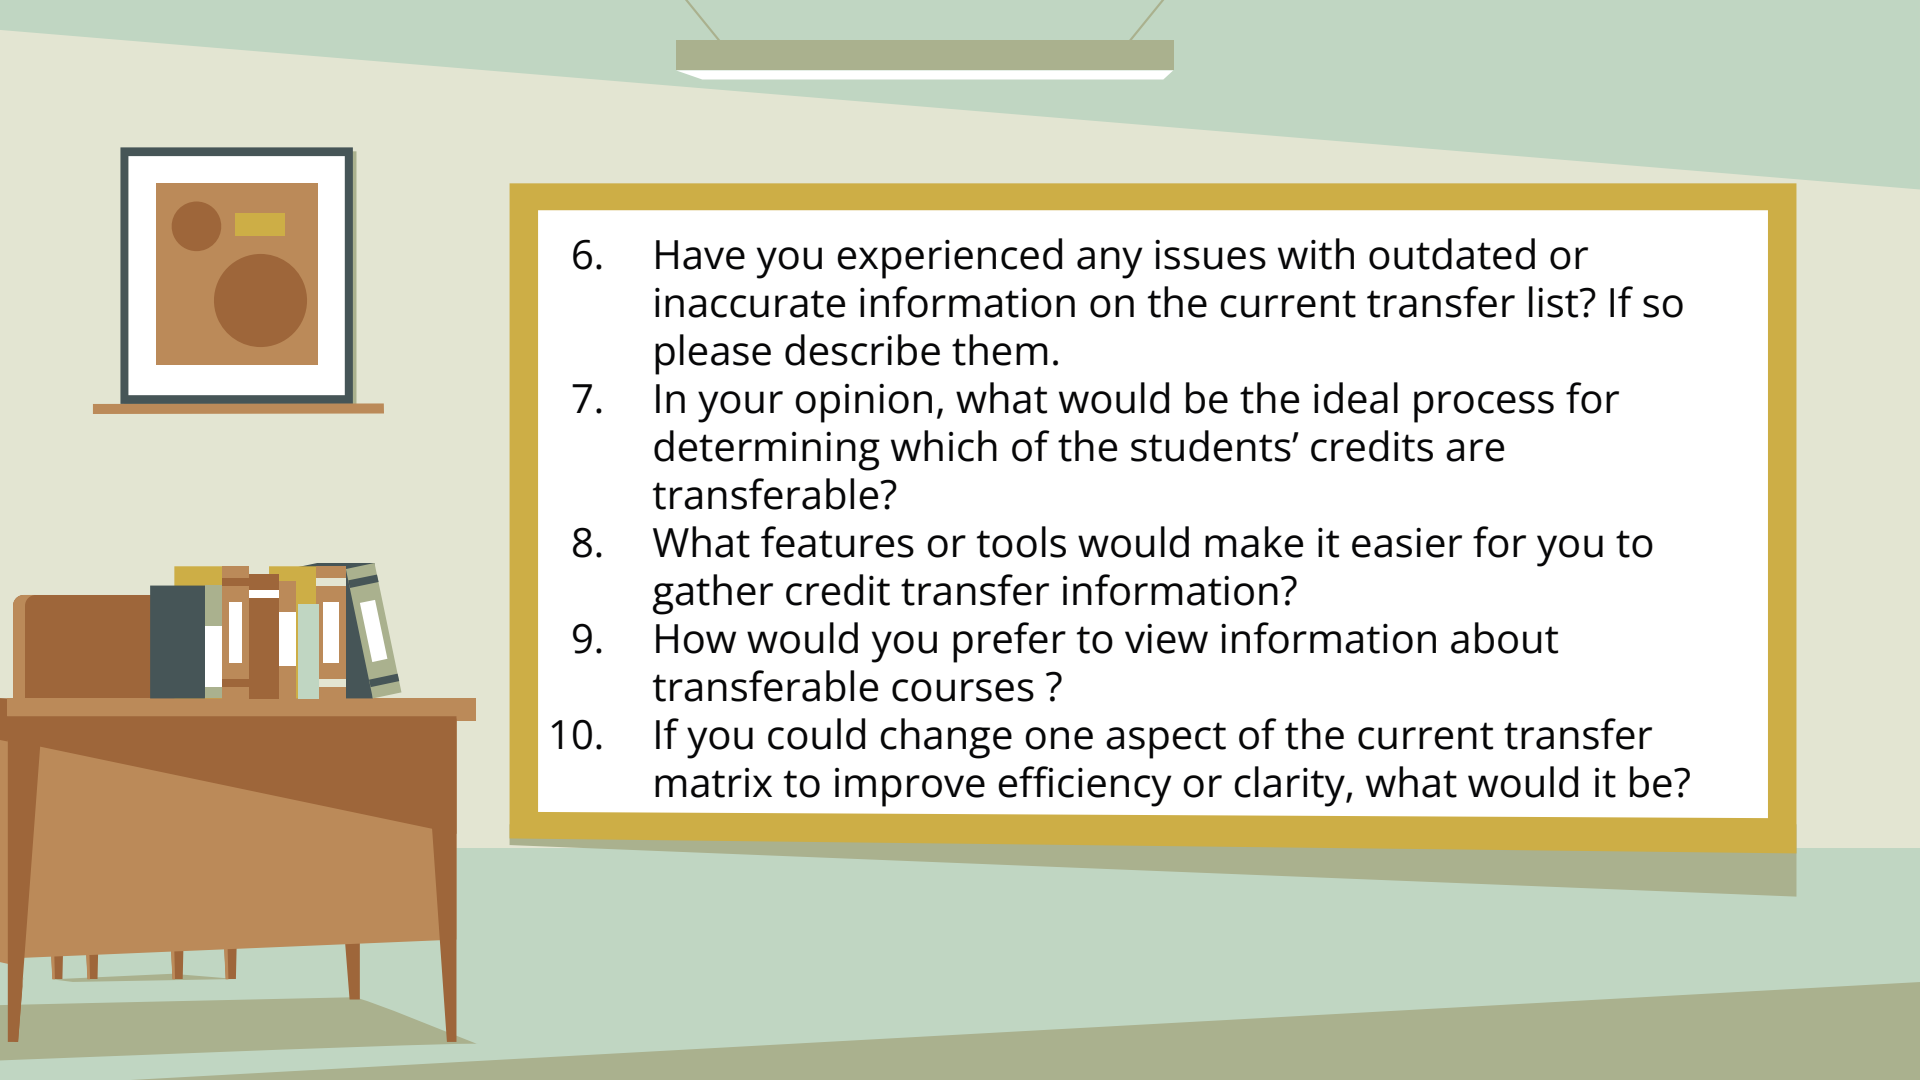 6. Have you experienced any issues with outdated or
inaccurate information on the current transfer list? If so
please describe them.
7. In your opinion, what would be the ideal process for
determining which of the students’ credits are
transferable?
8. What features or tools would make it easier for you to
gather credit transfer information?
9. How would you prefer to view information about
transferable courses ?
10. If you could change one aspect of the current transfer
matrix to improve efficiency or clarity, what would it be?